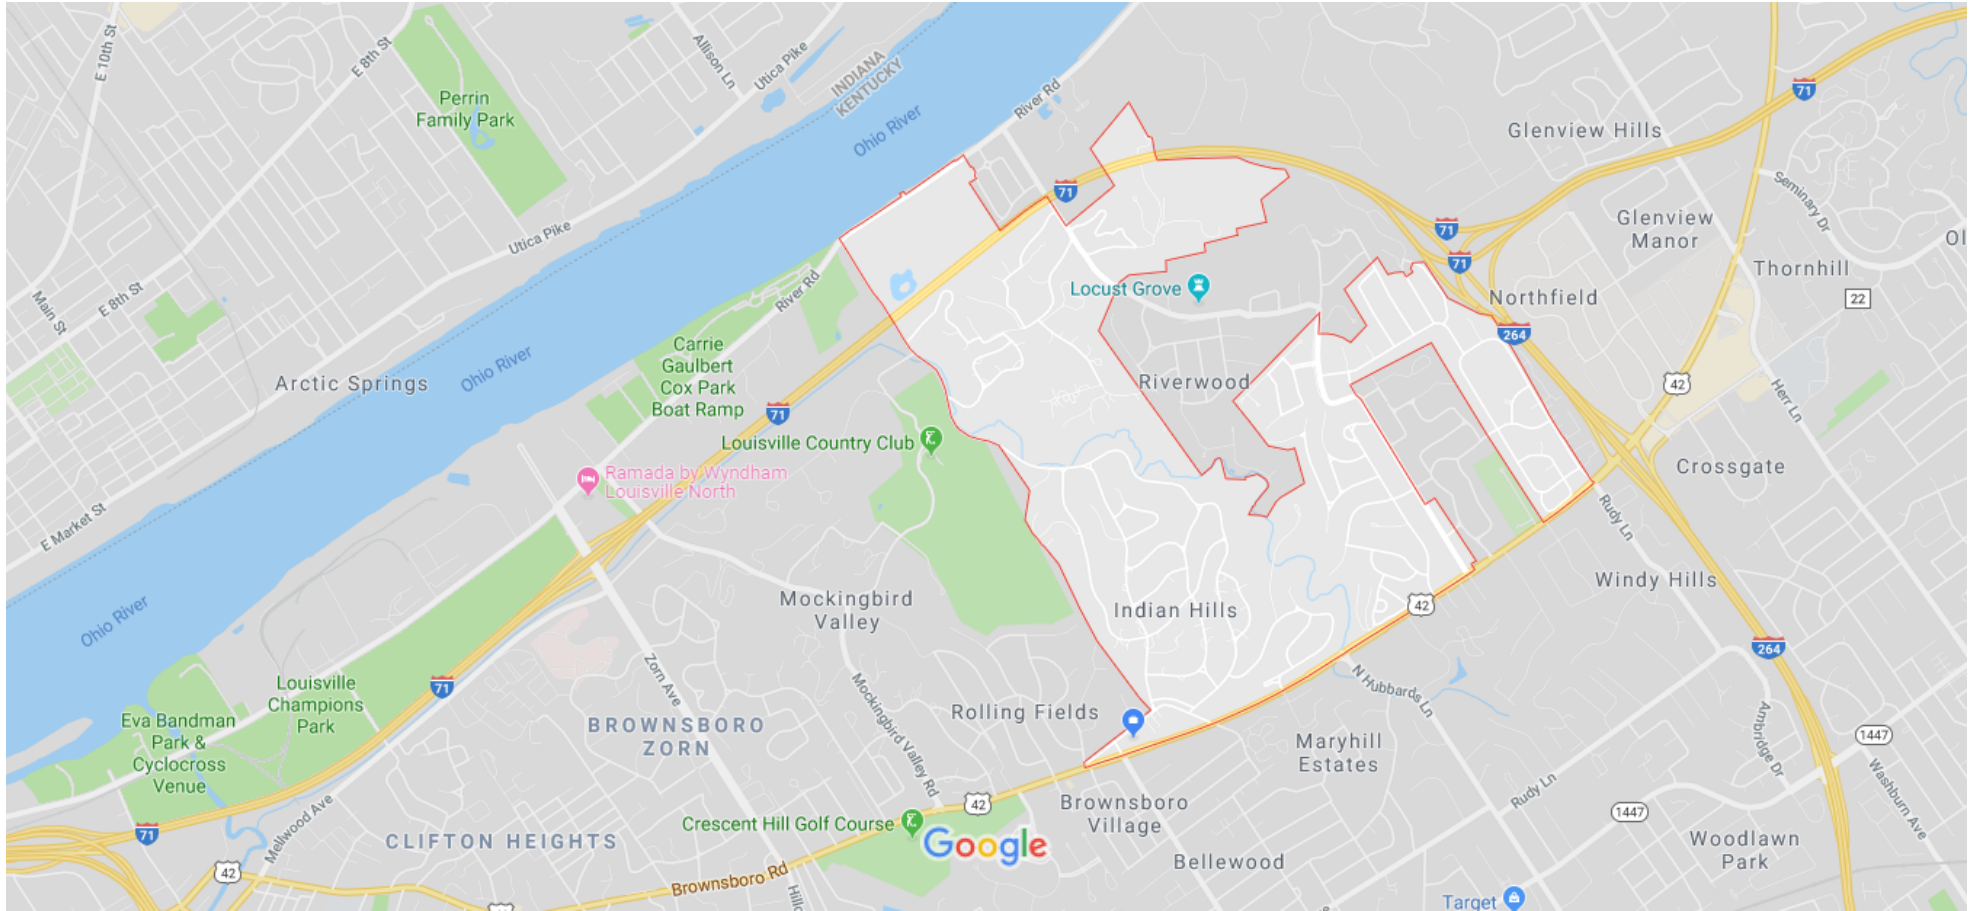 E 10th St
E 8th St
Allison Ln
Utica Pike
INDIANA
KENTUCKY
Perrin
Family Park
Ohio River
River Rd
71
71
Glenview Hills
Seminary Dr
Glenview
Manor
71
71
Ol
Thornhill
22
Northfield
264
Utica Pike
E 8th St
Main St
River Rd
Locust Grove
Carrie
Gaulbert
Cox Park
Boat Ramp
Ohio River
Arctic Springs
Riverwood
42
Herr Ln
71
Louisville Country Club
Ramada by Wyndham
Louisville North
Crossgate
E Market St
Rudy Ln
Windy Hills
Ohio River
Mockingbird
Valley
Indian Hills
42
264
Zorn Ave
N Hubbards Ln
Louisville
Champions
Park
71
Mockingbird Valley Rd
Rolling Fields
Eva Bandman
Park &
Cyclocross
Venue
BROWNSBORO
ZORN
Maryhill
Estates
Ambridge Dr
1447
Washburn Ave
Rudy Ln
1447
42
Brownsboro
Village
Crescent Hill Golf Course
Google
71
Mellwood Ave
CLIFTON HEIGHTS
42
Brownsboro Rd
Bellewood
Woodlawn
Park
Target